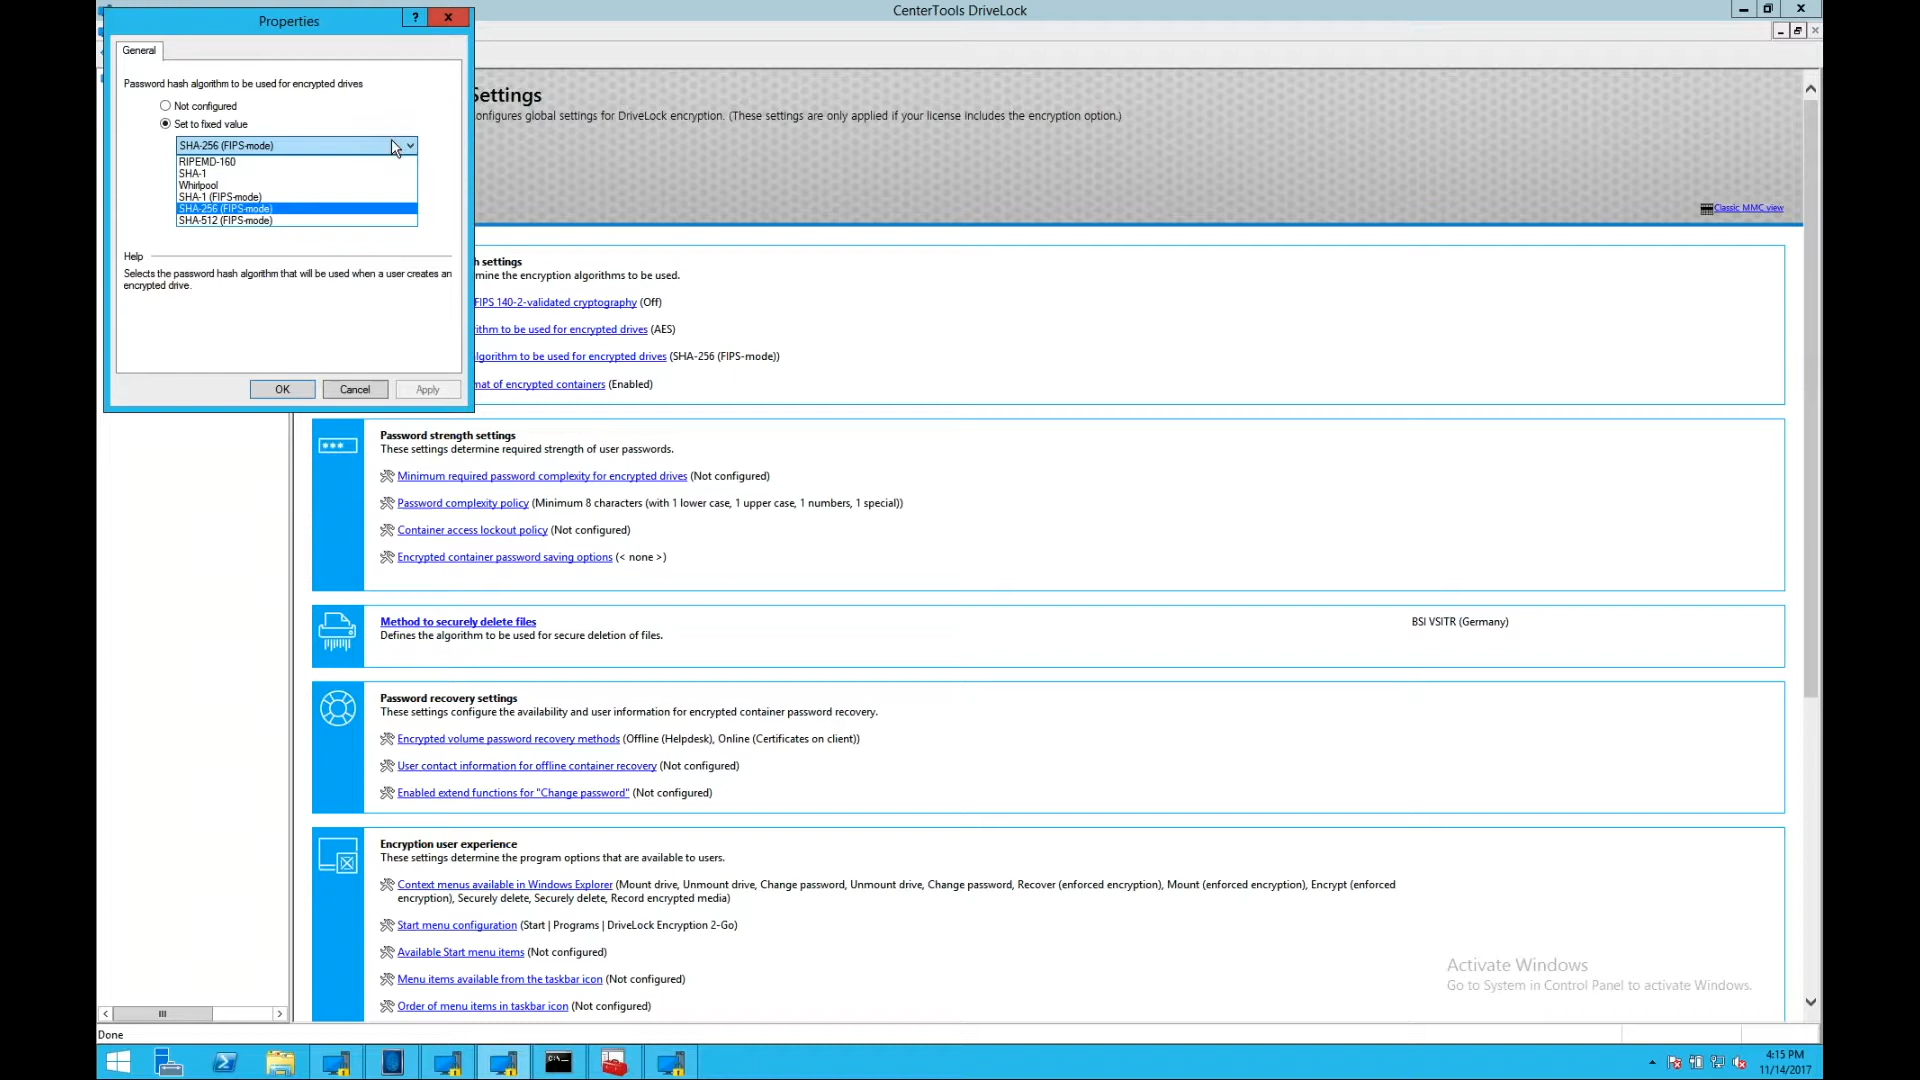 Properties
?
CenterTools DriveLock
General
Password hash algorithm to be used for encrypted drives
Not configured
Set to fixed value
SHA-256 (FIPS-mode)
RIPEMD-160
SHA-1
Whirlpool
SHA-1 (FIPS-mode)
SHA-256 (FIPS-mode)
SHA-512 (FIPS-mode)
Help
Selects the password hash algorithm that will be used when a user creates an
encrypted drive.
OK
Cancel
Apply
Settings
onfigures global settings for DriveLock encryption. (These settings are only applied if your license includes the encryption option.)
Classic MMC view
h settings
mine the encryption algorithms to be used.
FIPS 140-2-validated cryptography (Off)
ithm to be used for encrypted drives (AES)
lgorithm to be used for encrypted drives (SHA-256 (FIPS-mode))
mat of encrypted containers (Enabled)
Password strength settings
These settings determine required strength of user passwords.
Minimum required password complexity for encrypted drives (Not configured)
Password complexity policy (Minimum 8 characters (with 1 lower case, 1 upper case, 1 numbers, 1 special))
Container access lockout policy (Not configured)
Encrypted container password saving options (< none >)
Method to securely delete files
BSI VSITR (Germany)
Defines the algorithm to be used for secure deletion of files.
Password recovery settings
These settings configure the availability and user information for encrypted container password recovery.
Encrypted volume password recovery methods (Offline (Helpdesk), Online (Certificates on client))
User contact information for offline container recovery (Not configured)
Enabled extend functions for "Change password" (Not configured)
Encryption user experience
These settings determine the program options that are available to users.
Context menus available in Windows Explorer (Mount drive, Unmount drive, Change password, Unmount drive, Change password, Recover (enforced encryption), Mount (enforced encryption), Encrypt (enforced
encryption), Securely delete, Securely delete, Record encrypted media)
Start menu configuration (Start | Programs | DriveLock Encryption 2-Go)
Available Start menu items (Not configured)
Menu items available from the taskbar icon (Not configured)
Order of menu items in taskbar icon (Not configured)
Activate Windows
Go to System in Control Panel to activate Windows.
Done
4:15 PM
11/14/2017